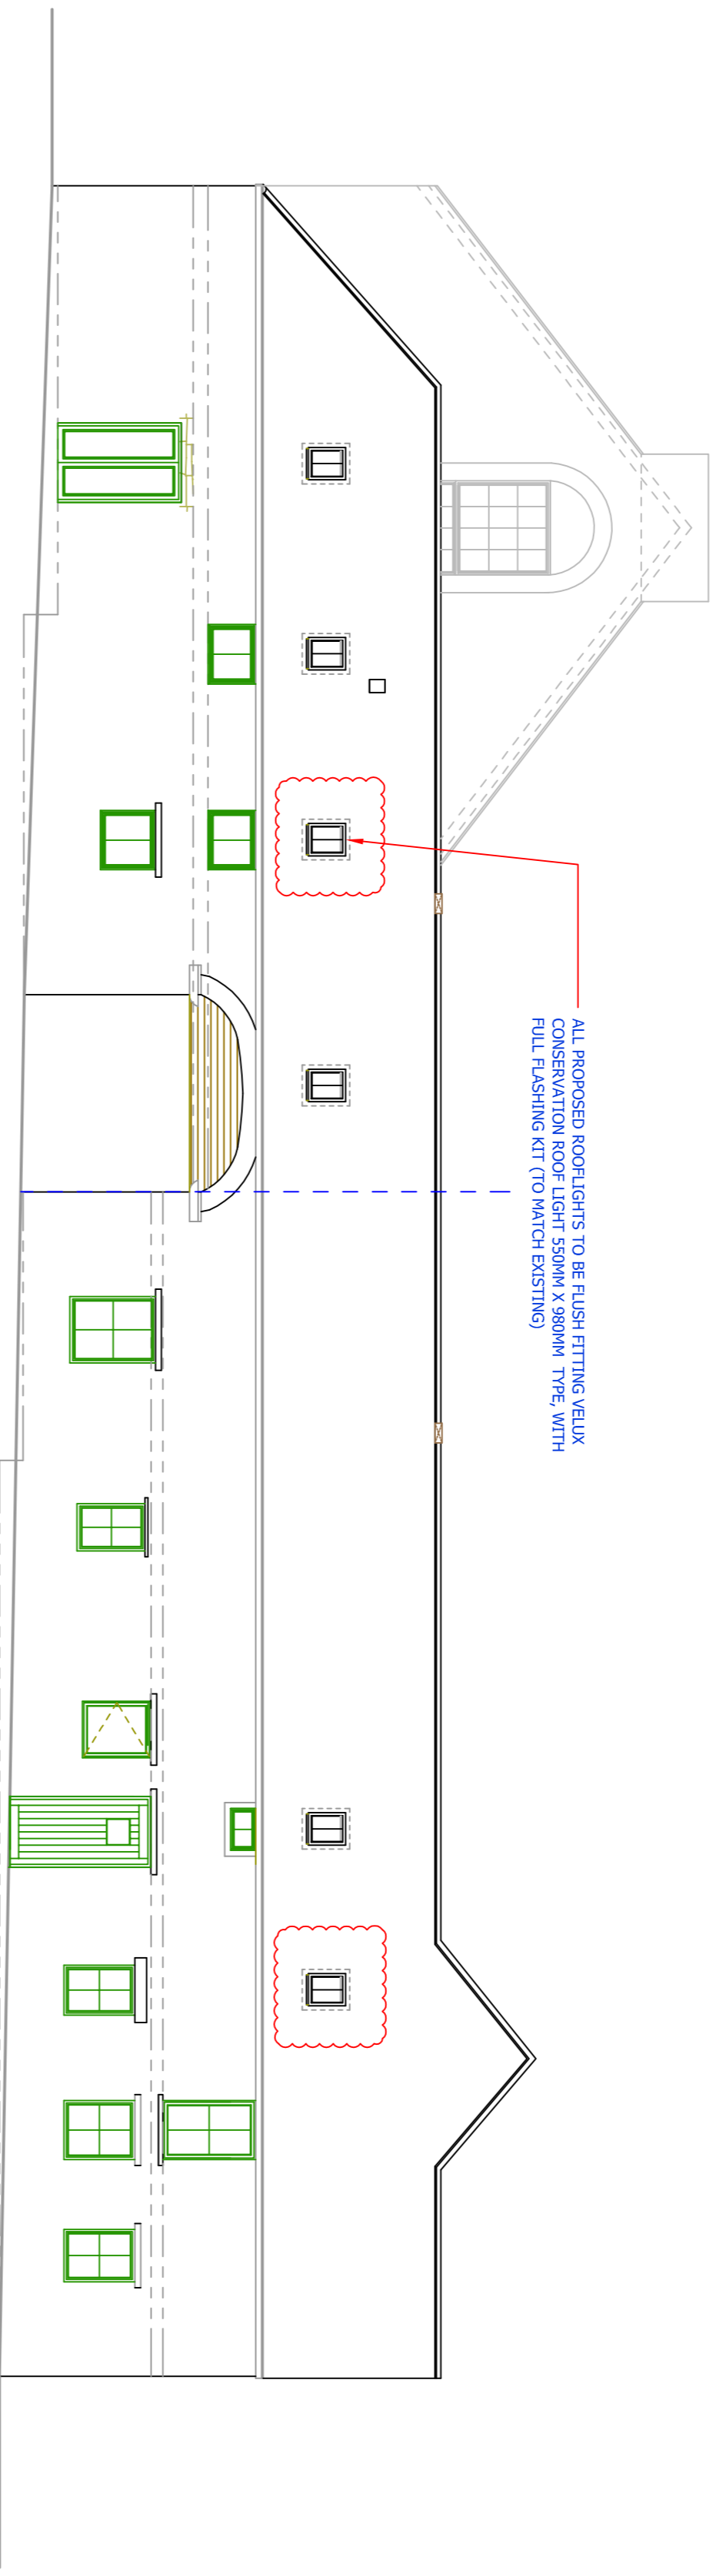 ALL PROPOSED ROOFLIGHTS TO BE FLUSH FITTING VELUX
CONSERVATION ROOF LIGHT 550MM X 980MM TYPE, WITH
FULL FLASHING KIT (TO MATCH EXISTING)